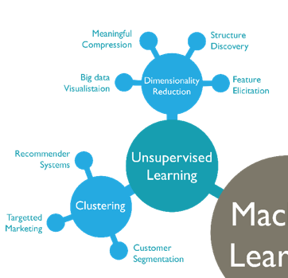 Meaningful
Compression
Structure
Discovery
Big data
Visualistaion
Dimensionality
Reduction
Feature
Elicitation
Unsupervised
Learning
Recommender
Systems
Clustering
Targetted
Marketing
Customer
Segmentation
Mac
Lear